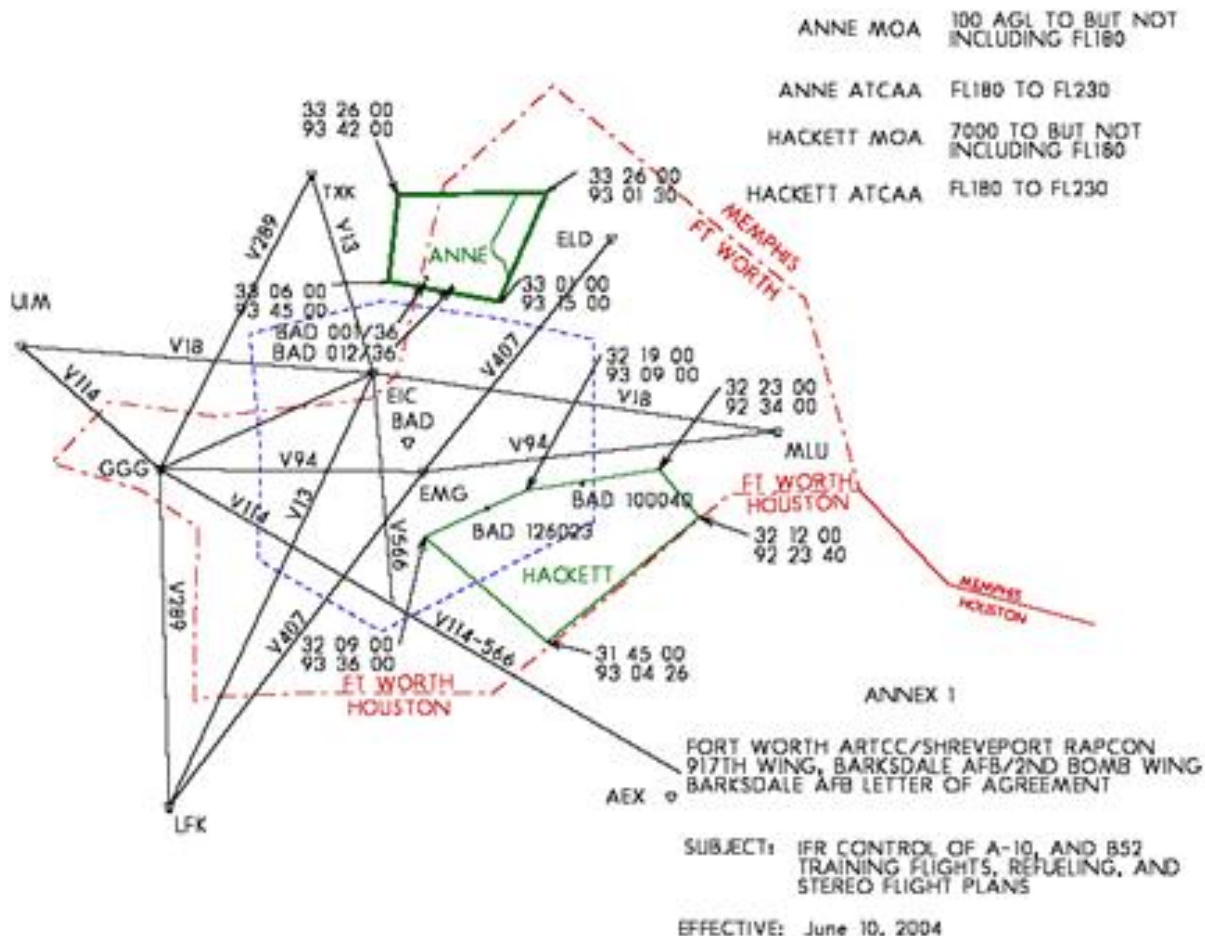 ANNE MOA 100 AGL TO BUT NOT
INCLUDING FL180
ANNE ATCAA FL180 TO FL230
HACKETT MOA 7000 TO BUT NOT
INCLUDING FL180
HACKETT ATCAA FL180 TO FL230
33 26 00
93 42 00
33 26 00
93 01 30
TXK
V289
V13
ELD
ANNE
MEMPHIS
FT WORTH
33 06 00
93 45 00
33 01 00
93 15 00
UIM
BAD 001/36
BAD 012/36
V18
V407
32 19 00
93 09 00
32 23 00
92 34 00
V114
EIC
V18
BAD
V94
MLU
GGG
V94
EMG
BAD 100040
FT WORTH
HOUSTON
V114
V13
BAD 126023
32 12 00
92 23 40
V566
HACKETT
MEMPHIS
HOUSTON
V289
V407
V114-566
32 09 00
93 36 00
31 45 00
93 04 26
FT WORTH
HOUSTON
ANNEX 1
FORT WORTH ARTCC/SHREVEPORT RAPCON
917TH WING, BARKSDALE AFB/2ND BOMB WING
BARKSDALE AFB LETTER OF AGREEMENT
AEX
LFK
SUBJECT: IFR CONTROL OF A-10, AND B52
TRAINING FLIGHTS, REFUELING, AND
STEREO FLIGHT PLANS
EFFECTIVE: June 10, 2004